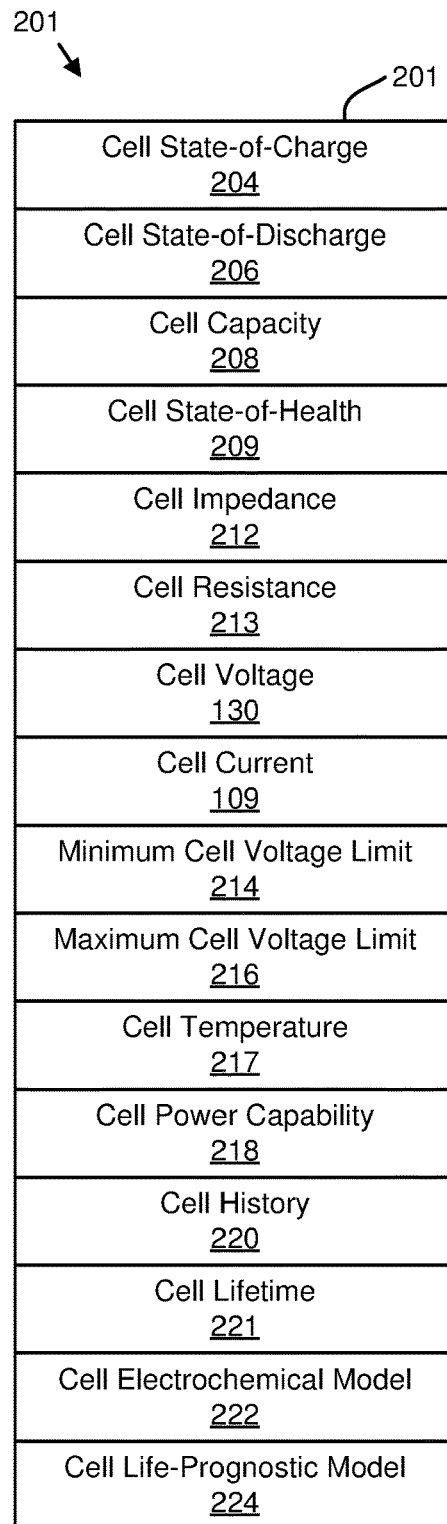 201
201
Cell State-of-Charge
204
Cell State-of-Discharge
206
Cell Capacity
208
Cell State-of-Health
209
Cell Impedance
212
Cell Resistance
213
Cell Voltage
130
Cell Current
109
Minimum Cell Voltage Limit
214
Maximum Cell Voltage Limit
216
Cell Temperature
217
Cell Power Capability
218
Cell History
220
Cell Lifetime
221
Cell Electrochemical Model
222
Cell Life-Prognostic Model
224